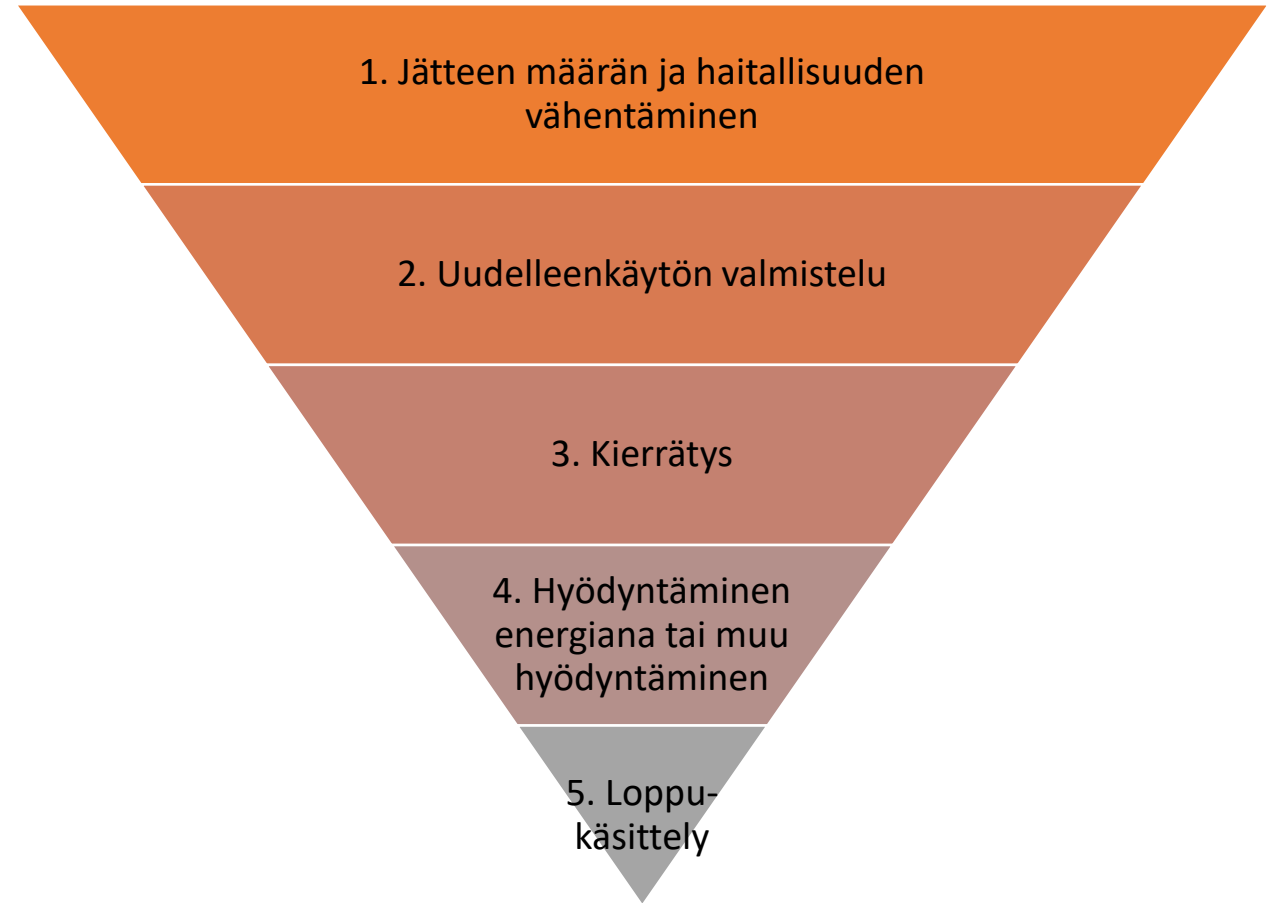 1. Jätteen määrän ja haitallisuuden
vähentäminen
2. Uudelleenkäytön valmistelu
3. Kierrätys
4. Hyödyntäminen
energiana tai muu
hyödyntäminen
5. Loppu-
käsittely